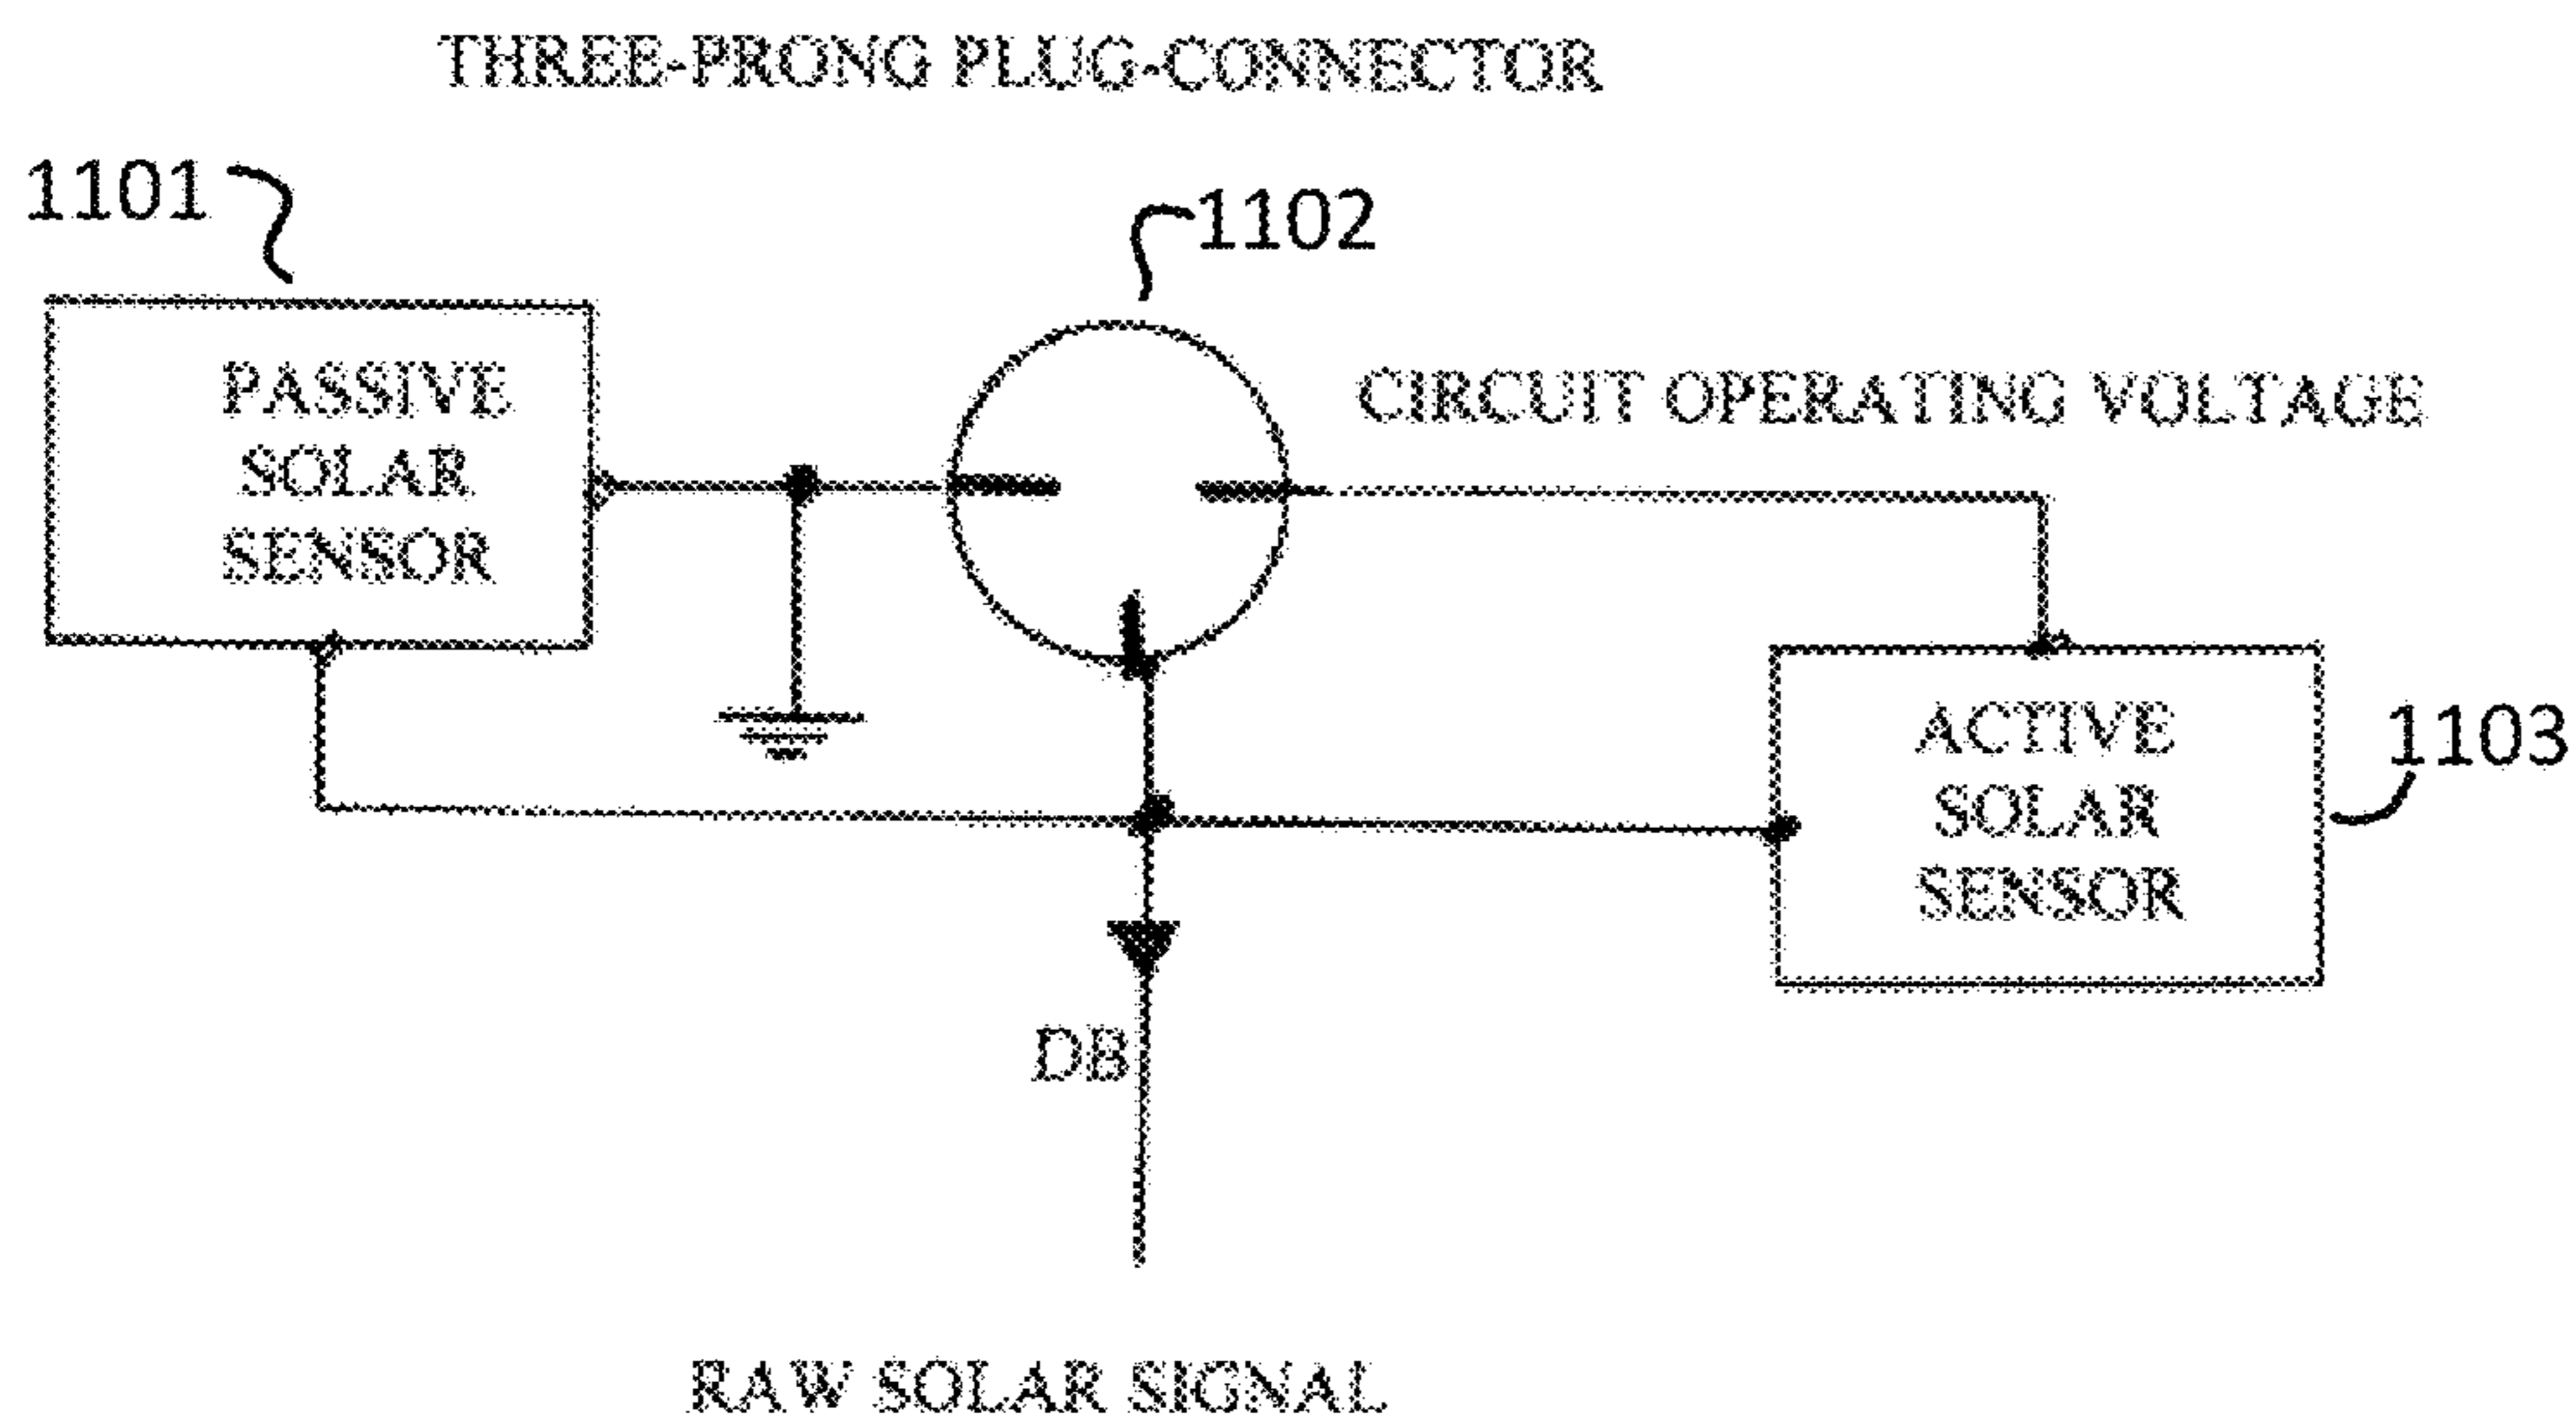 THREE-PRONG PLUG-CONNECTOR
1101
1102
PASSIVE
SOLAR
SENSOR
CIRCUIT OPERATING VOLTAGE
ACTIVE
SOLAR
SENSOR
1103
DB
RAW SOLAR SIGNAL